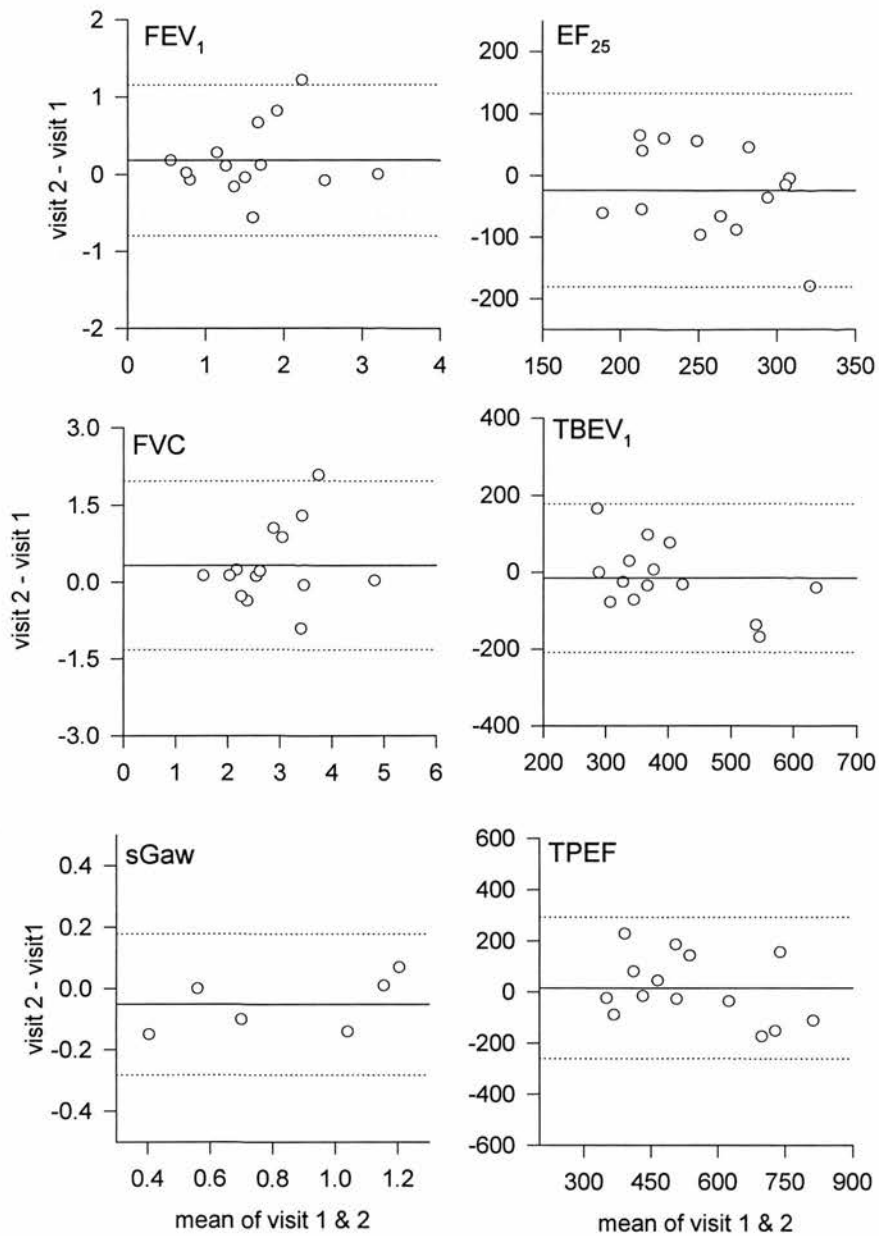 FEV₁
visit 2 - visit 1
2
1
0
-1
-2
0 1 2 3 4
EF₂₅
200
100
0
-100
-200
150 200 250 300 350
FVC
visit 2 - visit 1
3.0
1.5
0.0
-1.5
-3.0
0 1 2 3 4 5 6
TBEV₁
400
200
0
-200
-400
200 300 400 500 600 700
sGaw
visit 2 - visit1
0.4
0.2
0.0
-0.2
-0.4
0.4 0.6 0.8 1.0 1.2
mean of visit 1 & 2
TPEF
600
400
200
0
-200
-400
-600
300 450 600 750 900
mean of visit 1 & 2